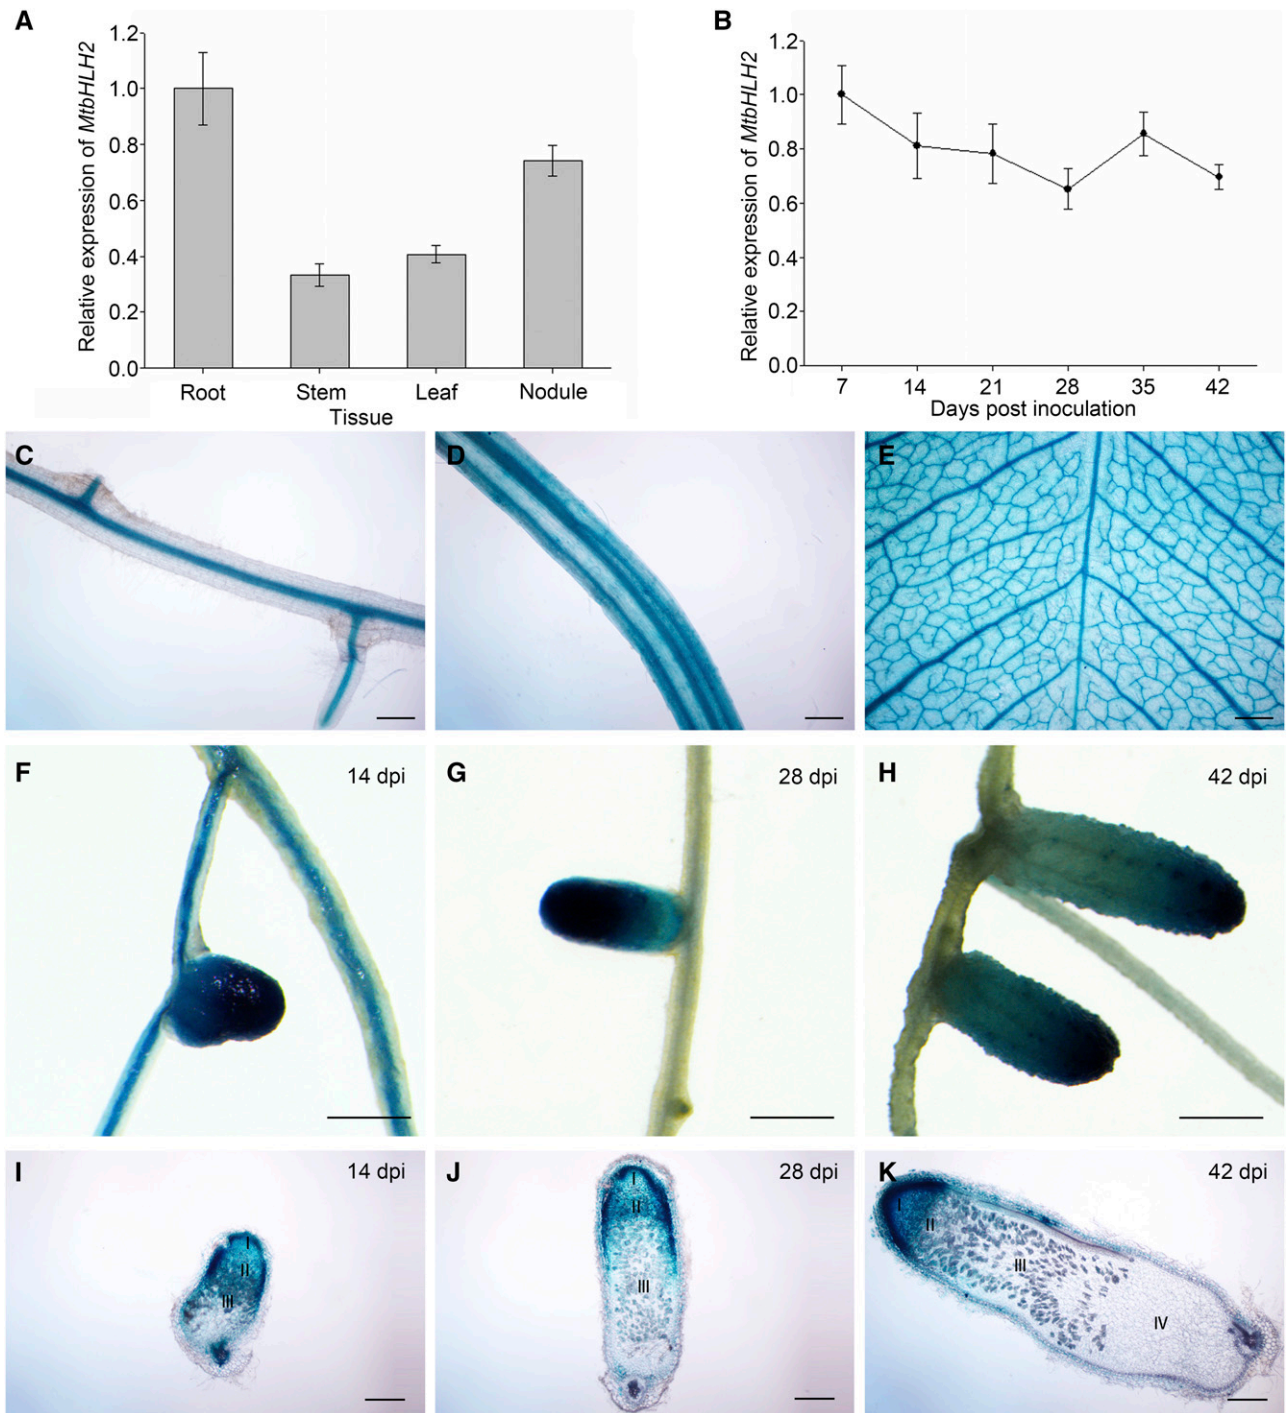 A
Relative expression of MtbHLH2
1.2
1.0
0.8
0.6
0.4
0.2
0.0
Root
Stem
Leaf
Nodule
Tissue
B
Relative expression of MtbHLH2
1.2
1.0
0.8
0.6
0.4
0.2
0.0
7
14
21
28
35
42
Days post inoculation
C
D
E
F
14 dpi
G
28 dpi
H
42 dpi
I
14 dpi
I
II
III
J
28 dpi
I
II
III
K
42 dpi
I
II
III
IV